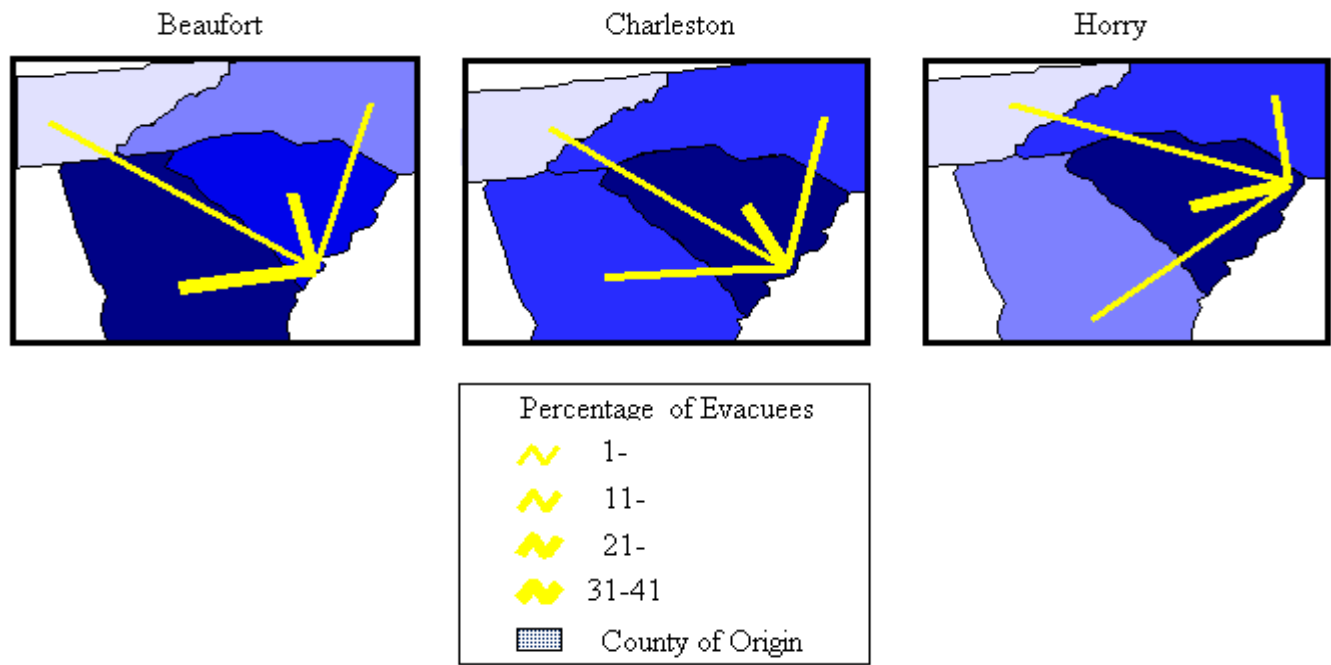 Beaufort Charleston Horry
Percentage of Evacuees
1-
11-
21-
31-41
County of Origin